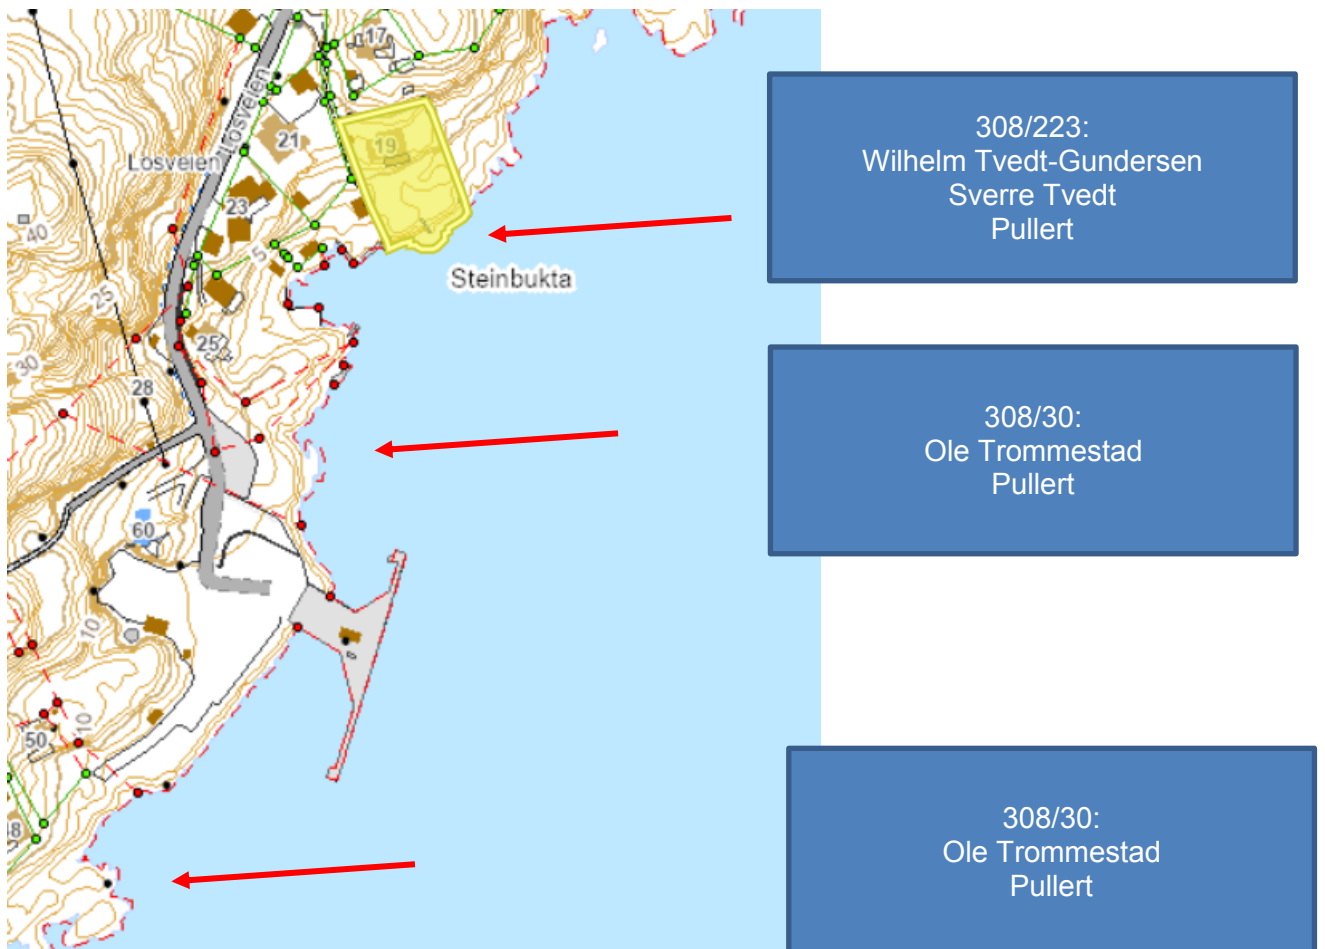 17
Losveien
21
19
Losveien
23
40
5
Steinbukta
25
25
30
28
60
10
10
50
308/223:
Wilhelm Tvedt-Gundersen
Sverre Tvedt
Pullert
308/30:
Ole Trommestad
Pullert
308/30:
Ole Trommestad
Pullert